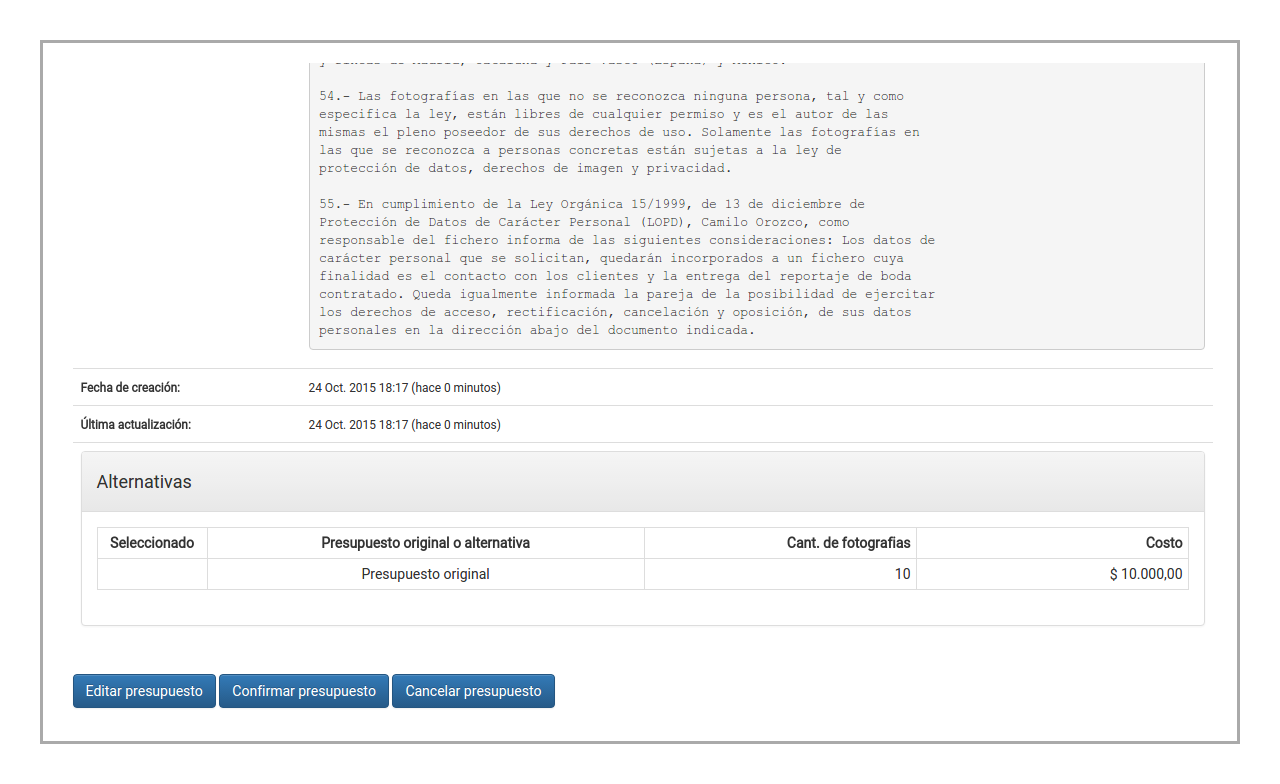 54.- Las fotografías en las que no se reconozca ninguna persona, tal y como
especifica la ley, están libres de cualquier permiso y es el autor de las
mismas el pleno poseedor de sus derechos de uso. Solamente las fotografías en
las que se reconozca a personas concretas están sujetas a la ley de
protección de datos, derechos de imagen y privacidad.
55.- En cumplimiento de la Ley Orgánica 15/1999, de 13 de diciembre de
Protección de Datos de Carácter Personal (LOPD), Camilo Orozco, como
responsable del fichero informa de las siguientes consideraciones: Los datos de
carácter personal que se solicitan, quedarán incorporados a un fichero cuya
finalidad es el contacto con los clientes y la entrega del reportaje de boda
contratado. Queda igualmente informada la pareja de la posibilidad de ejercitar
los derechos de acceso, rectificación, cancelación y oposición, de sus datos
personales en la dirección abajo del documento indicada.
Fecha de creación: 24 Oct. 2015 18:17 (hace 0 minutos)
Última actualización: 24 Oct. 2015 18:17 (hace 0 minutos)
Alternativas
Seleccionado Presupuesto original o alternativa Cant. de fotografias Costo
Presupuesto original 10 $ 10.000,00
Editar presupuesto Confirmar presupuesto Cancelar presupuesto